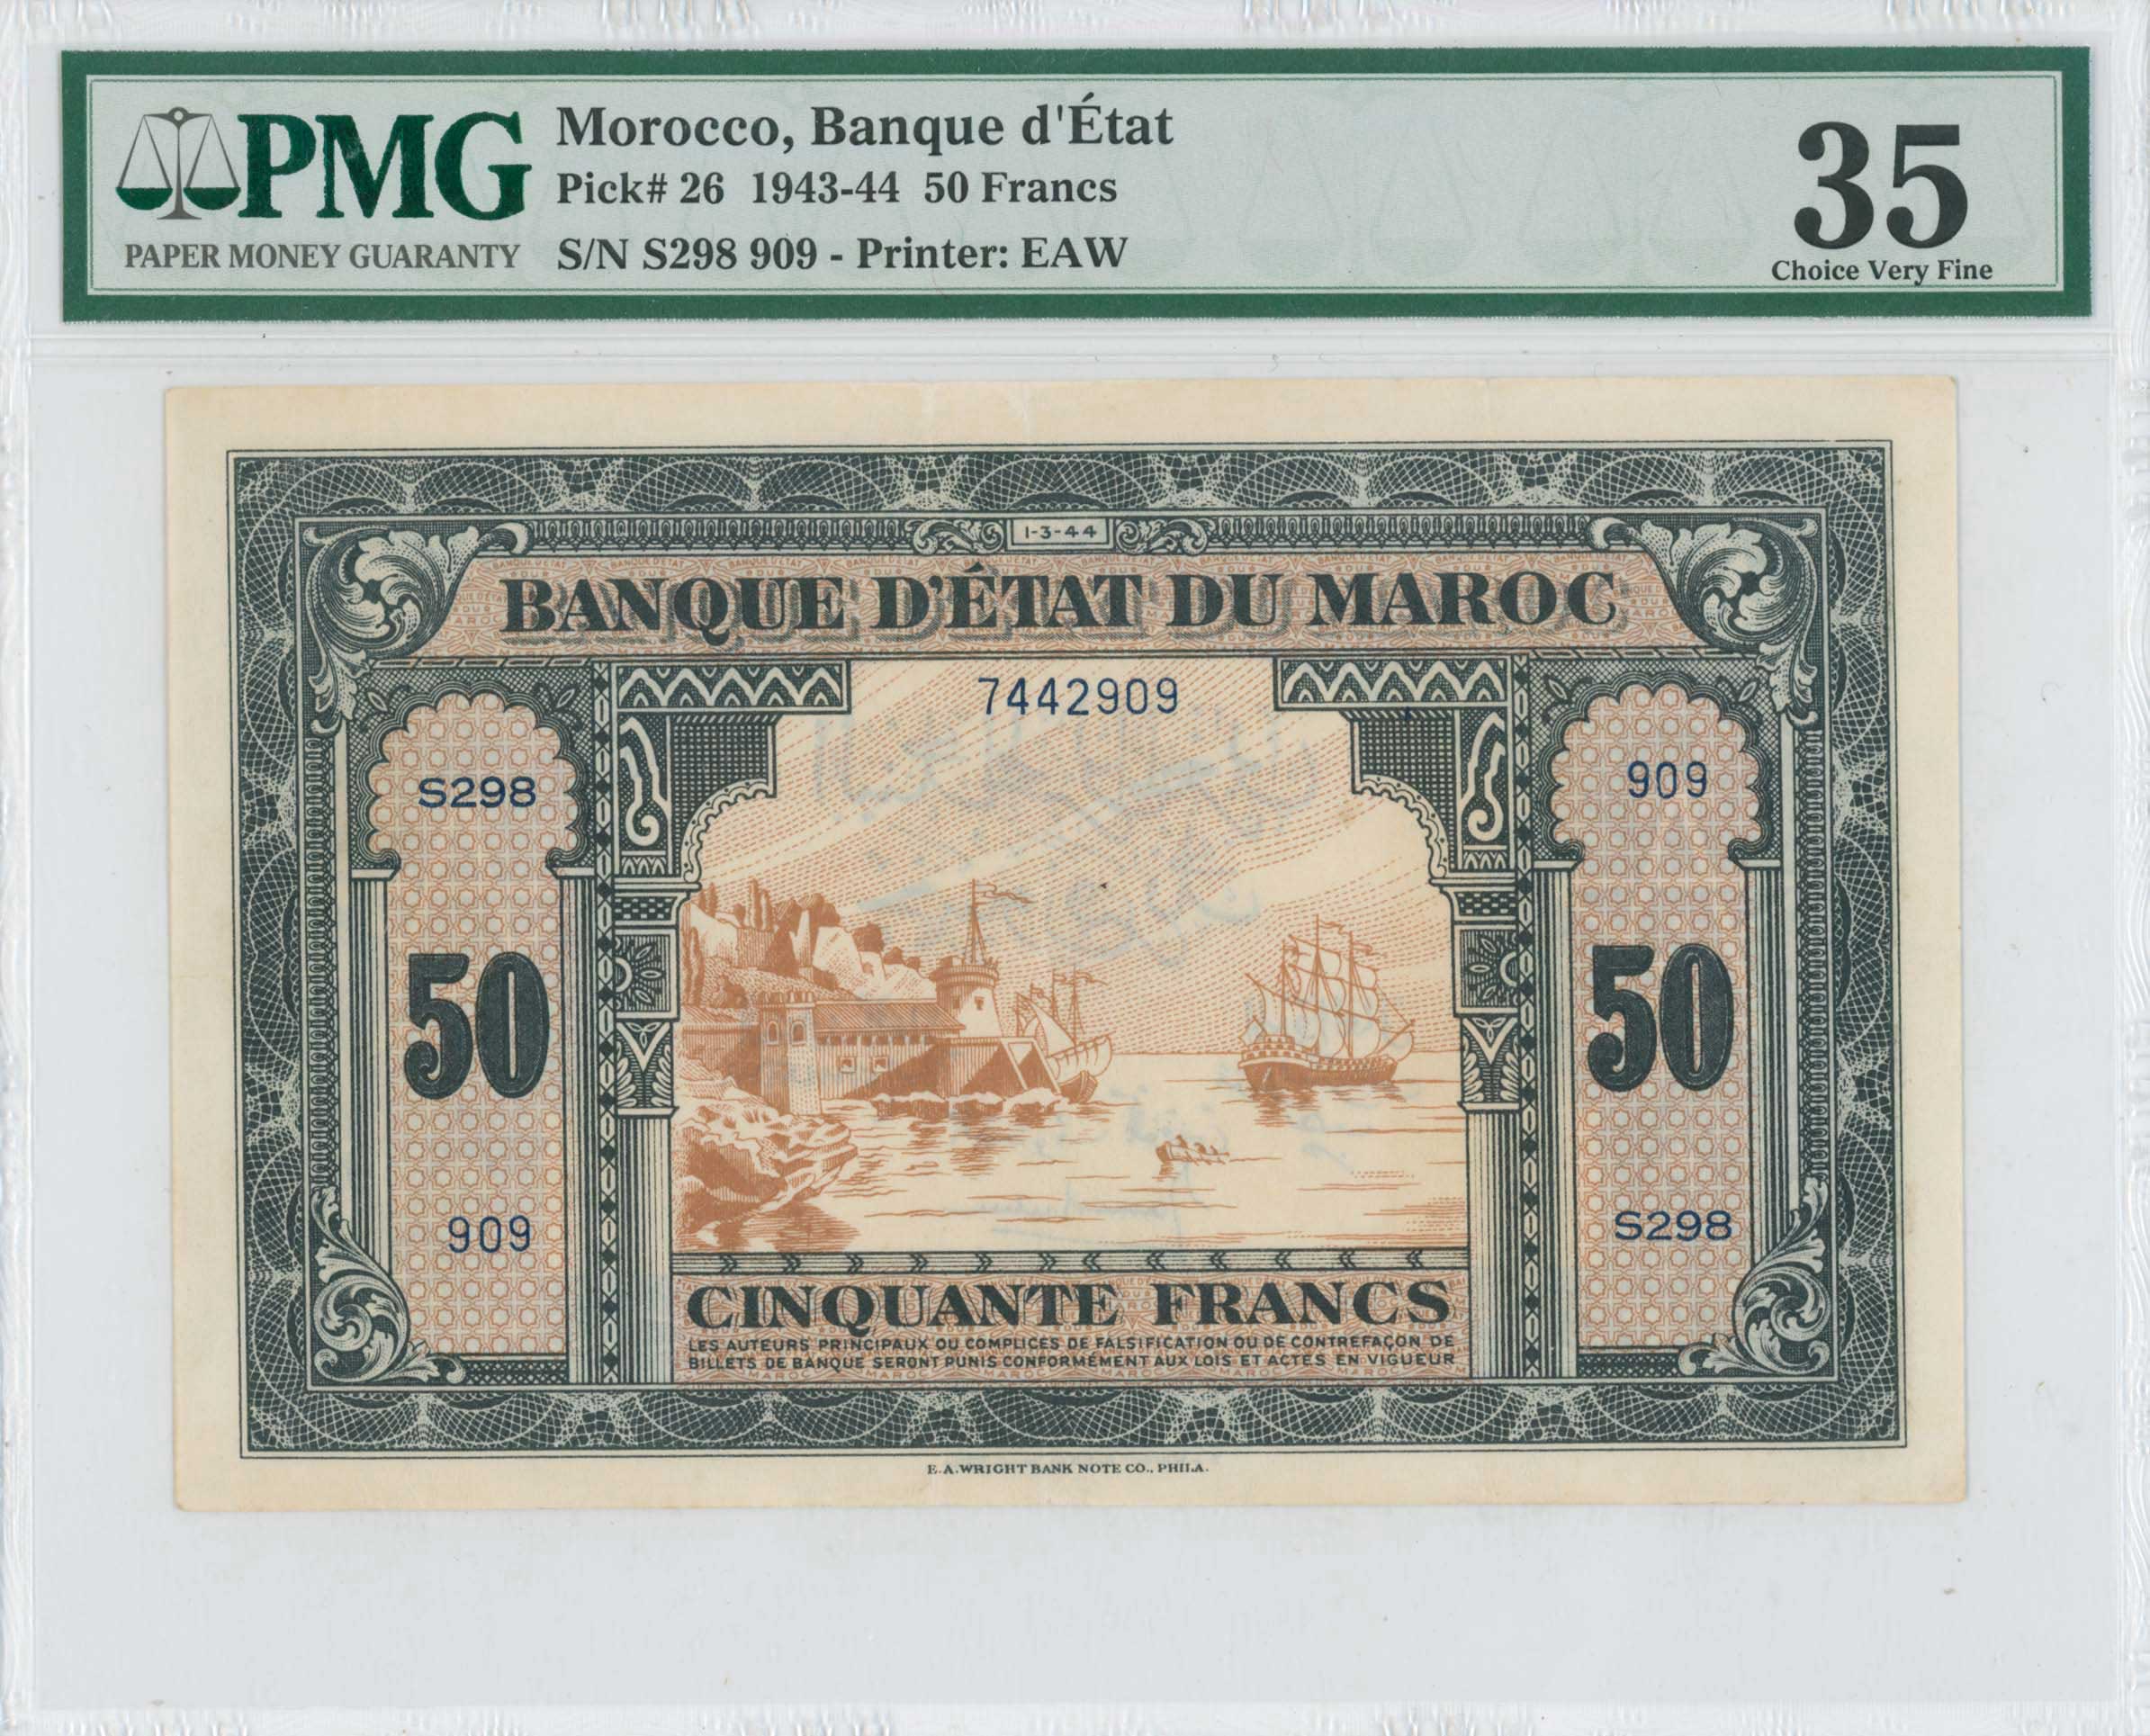 PMG
PAPER MONEY GUARANTY
Morocco, Banque d'État
Pick# 26 1943-44 50 Francs
S/N S298 909 - Printer: EAW
35
Choice Very Fine
1-3-44
BANQUE D'ÉTAT DU MAROC
7442909
S298
909
50
50
909
S298
CINQUANTE FRANCS
LES AUTEURS PRINCIPAUX OU COMPLICES DE FALSIFICATION OU DE CONTREFAÇON DE
BILLETS DE BANQUE SERONT PUNIS CONFORMÉMENT AUX LOIS ET ACTES EN VIGUEUR
E.A.WRIGHT BANK NOTE CO., PHILA.